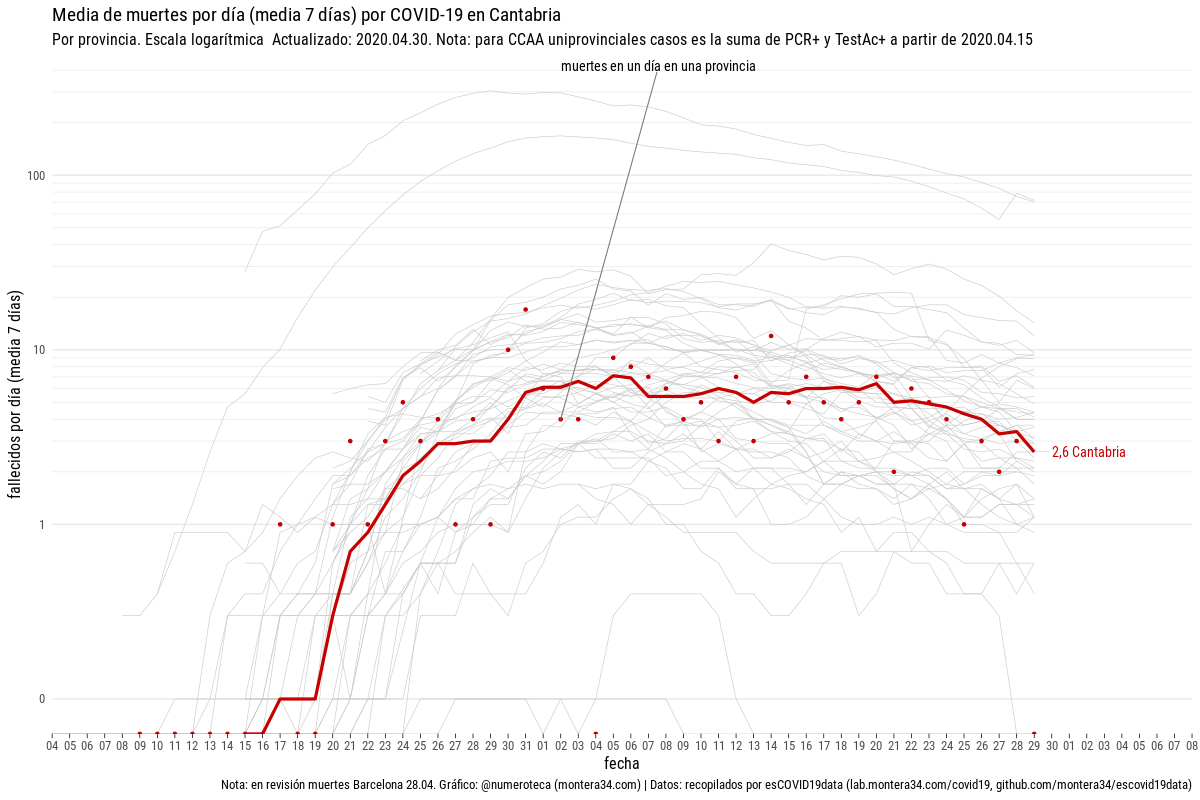 Media de muertes por día (media 7 días) por COVID-19 en Cantabria
Por provincia. Escala logarítmica  Actualizado: 2020.04.30. Nota: para CCAA uniprovinciales casos es la suma de PCR+ y TestAc+ a partir de 2020.04.15
muertes en un día en una provincia
fallecidos por día (media 7 días)
100
10
1
0
2,6 Cantabria
04 05 06 07 08 09 10 11 12 13 14 15 16 17 18 19 20 21 22 23 24 25 26 27 28 29 30 31 01 02 03 04 05 06 07 08 09 10 11 12 13 14 15 16 17 18 19 20 21 22 23 24 25 26 27 28 29 30 01 02 03 04 05 06 07 08
fecha
Nota: en revisión muertes Barcelona 28.04. Gráfico: @numeroteca (montera34.com) | Datos: recopilados por esCOVID19data (lab.montera34.com/covid19, github.com/montera34/escovid19data)